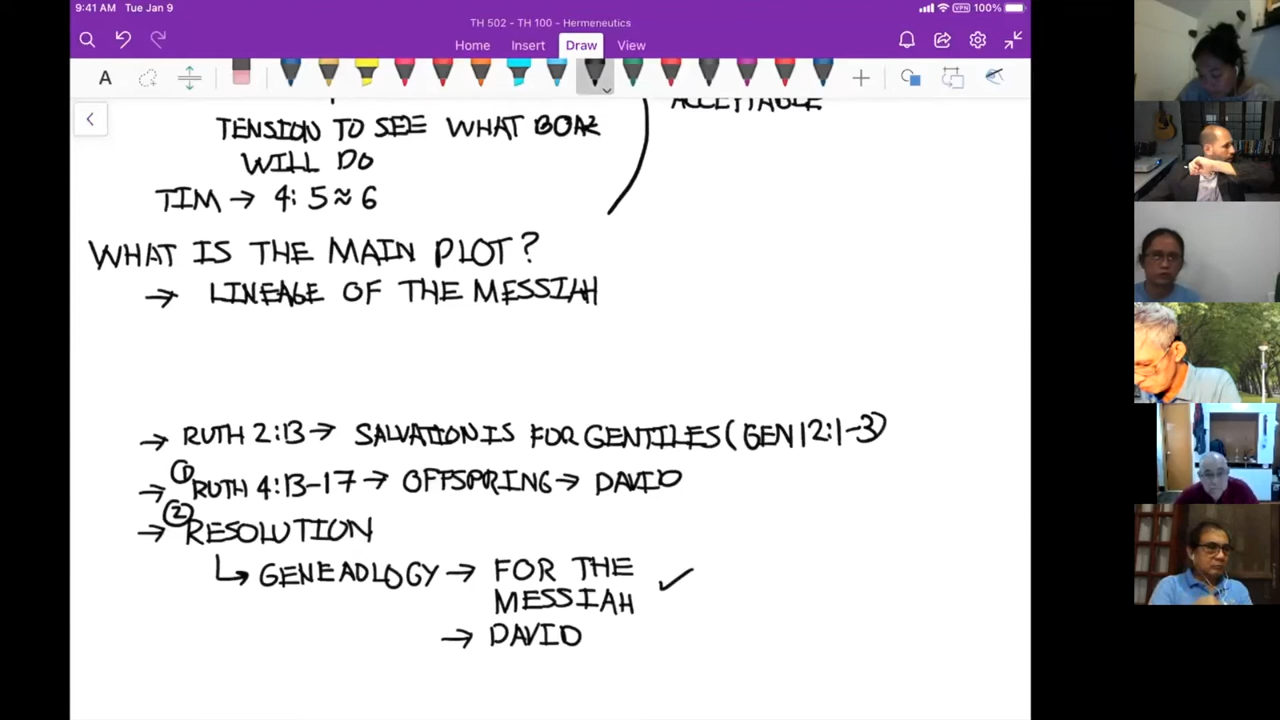 9:41 AM Tue Jan 9
VPN 100%
TH 502 - TH 100 - Hermeneutics
Home Insert Draw View
A
ACCEPTABLE
TENSION TO SEE WHAT BOAZ
WILL DO
TIM → 4: 5 ≈ 6
WHAT IS THE MAIN PLOT?
→ LINEAGE OF THE MESSIAH
→ RUTH 2:13 → SALVATION IS FOR GENTILES (GEN 12:1-3)
→ ① RUTH 4:13-17 → OFFSPRING → DAVID
→ ② RESOLUTION
↳ GENEADLOGY → FOR THE
MESSIAH ✓
→ DAVID